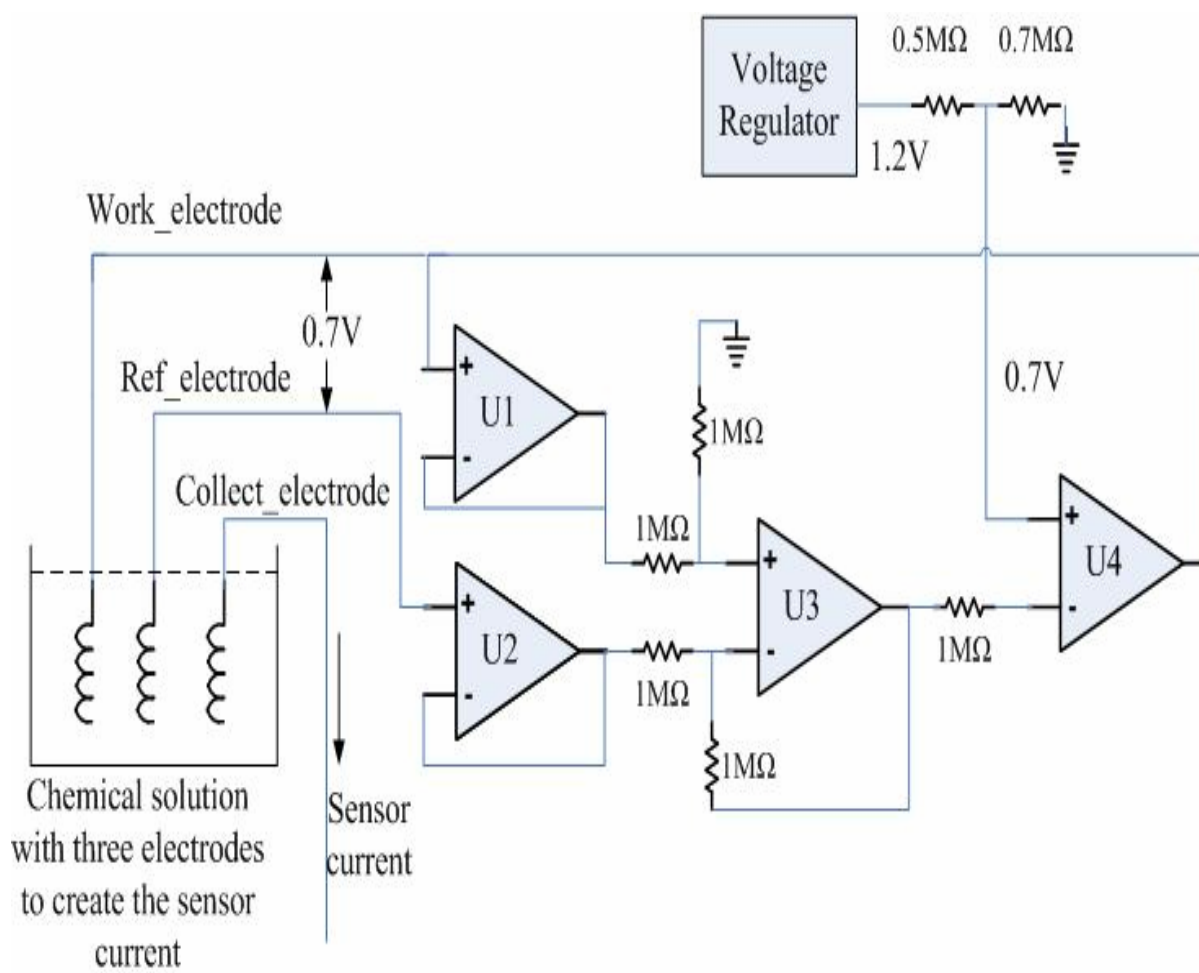 0.5MΩ
0.7MΩ
Voltage
Regulator
1.2V
Work_electrode
0.7V
Ref_electrode
Collect_electrode
+
U1
-
1MΩ
0.7V
1MΩ
+
U2
-
1MΩ
+
U3
-
1MΩ
1MΩ
+
U4
-
Chemical solution
with three electrodes
to create the sensor
current
Sensor
current